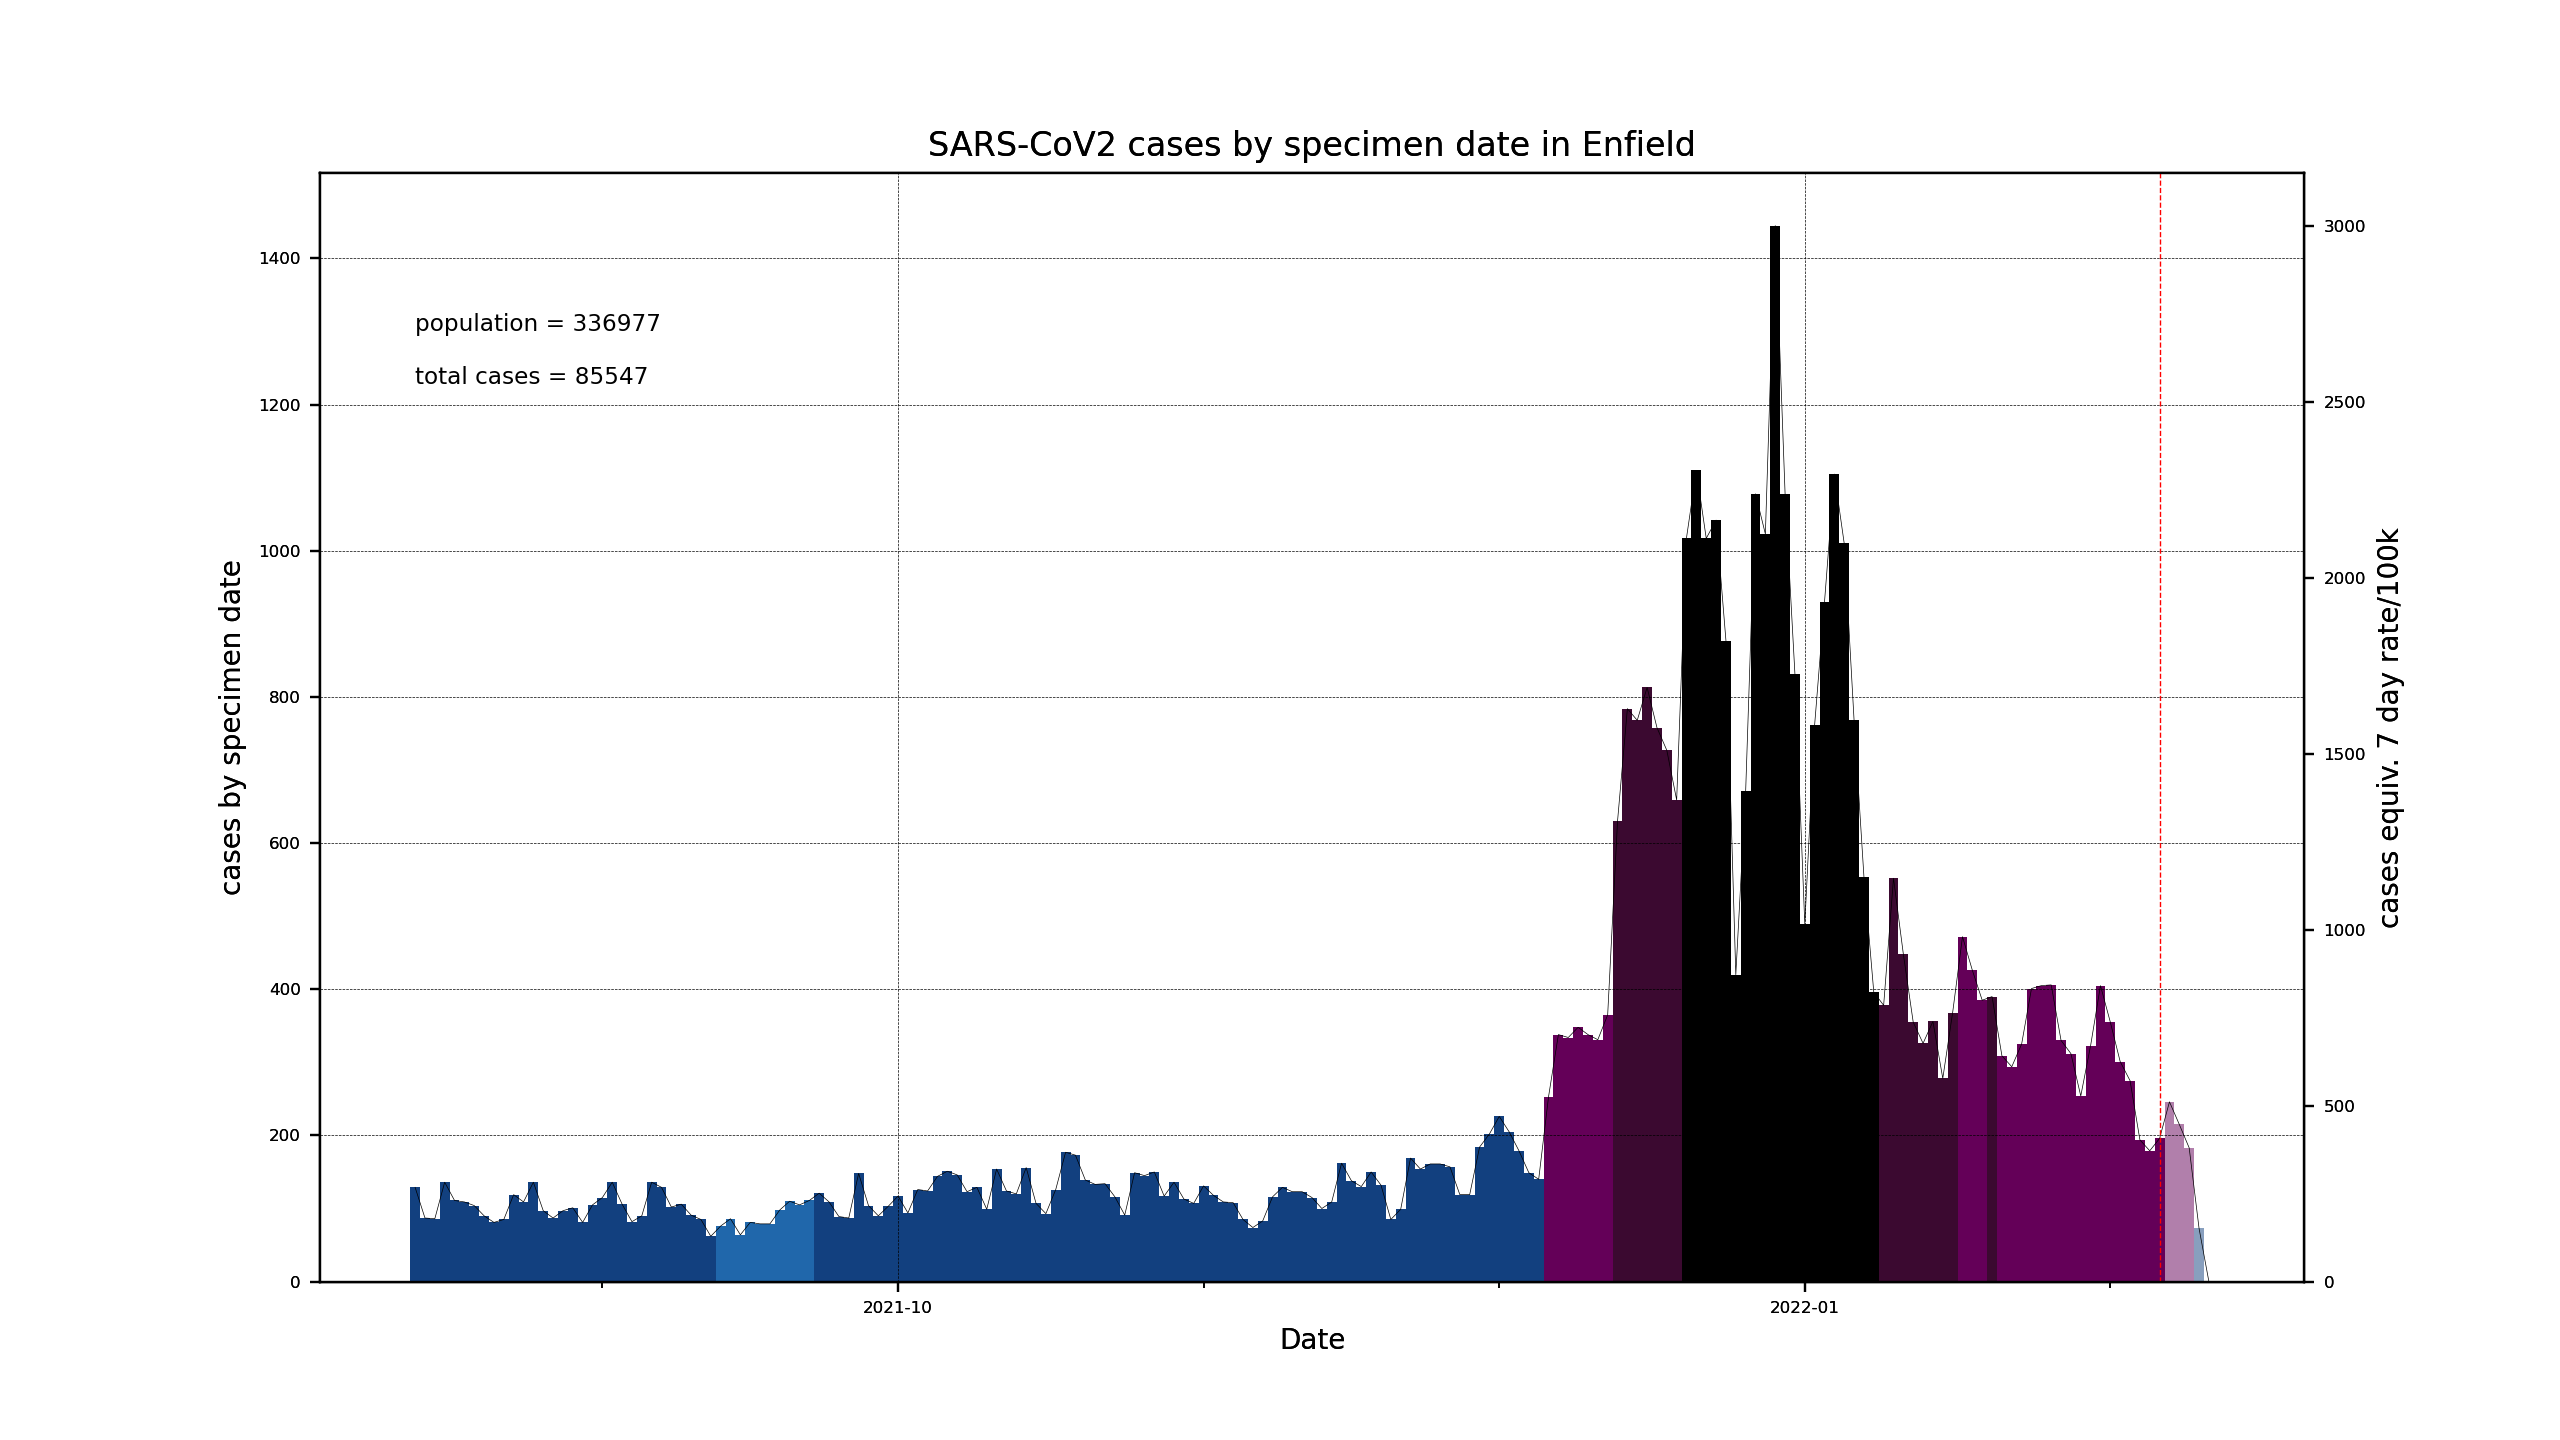 SARS-CoV2 cases by specimen date in Enfield
population = 336977
total cases = 85547
cases by specimen date
1400
1200
1000
800
600
400
200
0
3000
2500
2000
1500
1000
500
0
cases equiv. 7 day rate/100k
2021-10
2022-01
Date